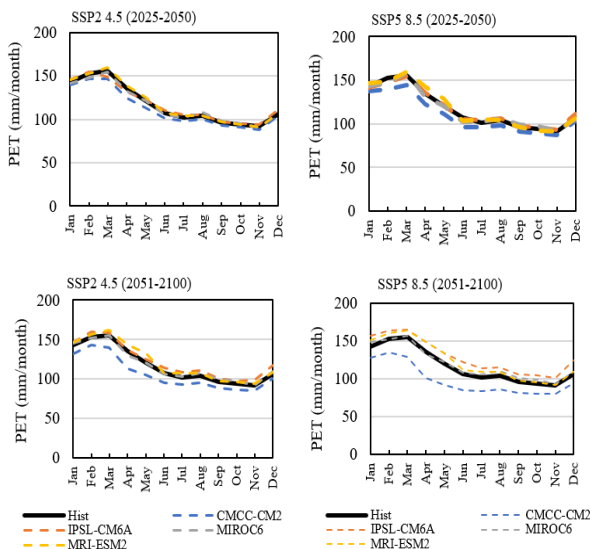 SSP2 4.5 (2025-2050)
200
150
100
50
0
PET (mm/month)
Jan Feb Mar Apr May Jun Jul Aug Sep Oct Nov Dec
SSP5 8.5 (2025-2050)
200
150
100
50
0
PET (mm/month)
Jan Feb Mar Apr May Jun Jul Aug Sep Oct Nov Dec
SSP2 4.5 (2051-2100)
200
150
100
50
0
PET (mm/month)
Jan Feb Mar Apr May Jun Jul Aug Sep Oct Nov Dec
Hist CMCC-CM2
IPSL-CM6A MIROC6
MRI-ESM2
SSP5 8.5 (2051-2100)
200
150
100
50
0
PET (mm/month)
Jan Feb Mar Apr May Jun Jul Aug Sep Oct Nov Dec
Hist CMCC-CM2
IPSL-CM6A MIROC6
MRI-ESM2